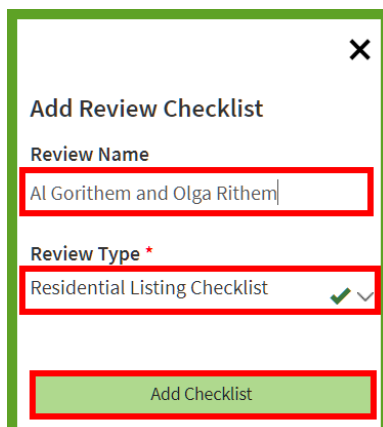 Add Review Checklist
Review Name
Al Gorithem and Olga Rithem
Review Type *
Residential Listing Checklist
Add Checklist